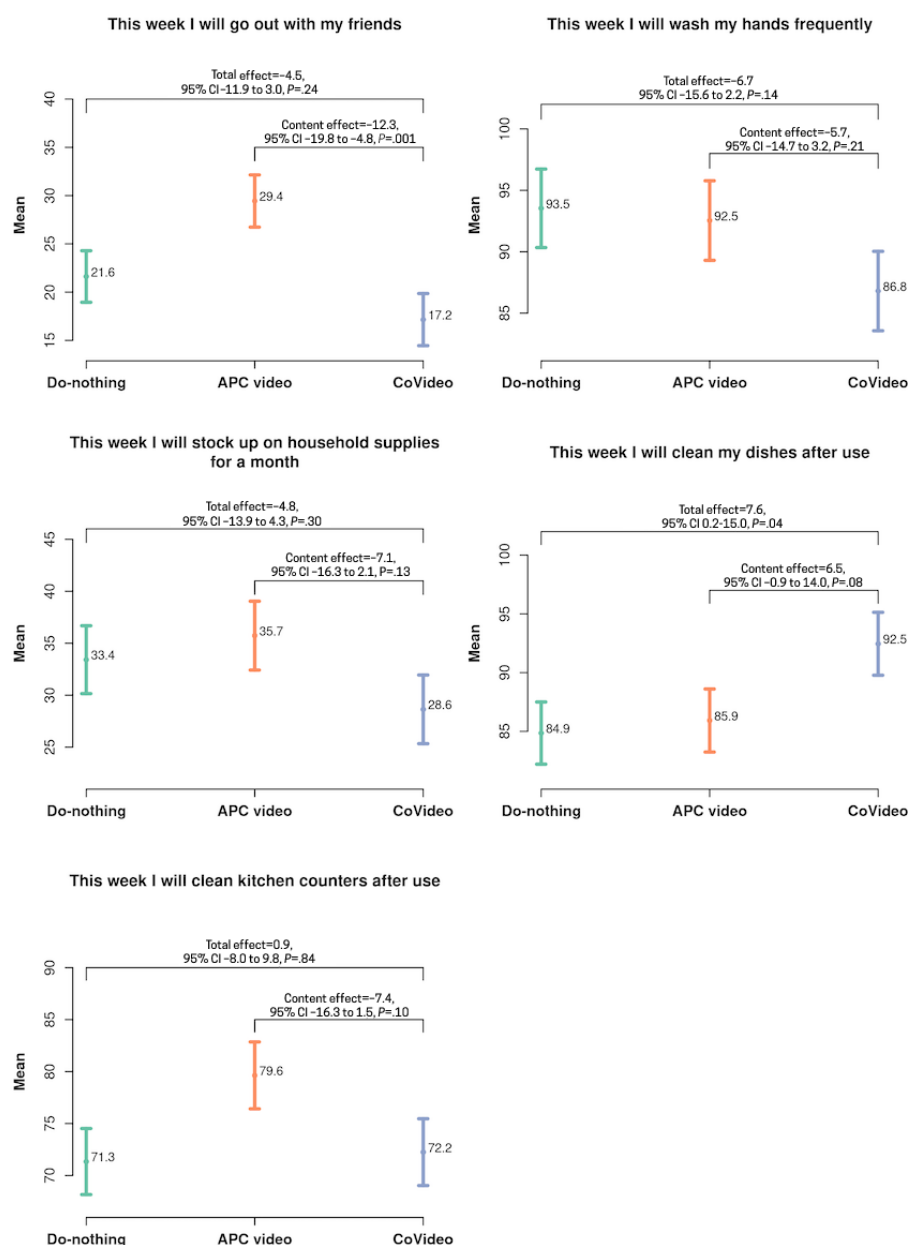 This week I will go out with my friends
Total effect=−4.5,
95% CI −11.9 to 3.0, P=.24
Content effect=−12.3,
95% CI −19.8 to −4.8, P=.001
Mean
40
35
30
25
20
15
21.6
29.4
17.2
Do-nothing
APC video
CoVideo
This week I will wash my hands frequently
Total effect=−6.7
95% CI −15.6 to 2.2, P=.14
Content effect=−5.7,
95% CI −14.7 to 3.2, P=.21
Mean
100
95
90
85
93.5
92.5
86.8
Do-nothing
APC video
CoVideo
This week I will stock up on household supplies
for a month
Total effect=−4.8,
95% CI −13.9 to 4.3, P=.30
Content effect=−7.1,
95% CI −16.3 to 2.1, P=.13
Mean
45
40
35
30
25
33.4
35.7
28.6
Do-nothing
APC video
CoVideo
This week I will clean my dishes after use
Total effect=7.6,
95% CI 0.2-15.0, P=.04
Content effect=6.5,
95% CI −0.9 to 14.0, P=.08
Mean
100
95
90
85
84.9
85.9
92.5
Do-nothing
APC video
CoVideo
This week I will clean kitchen counters after use
Total effect=0.9,
95% CI −8.0 to 9.8, P=.84
Content effect=−7.4,
95% CI −16.3 to 1.5, P=.10
Mean
90
85
80
75
70
71.3
79.6
72.2
Do-nothing
APC video
CoVideo